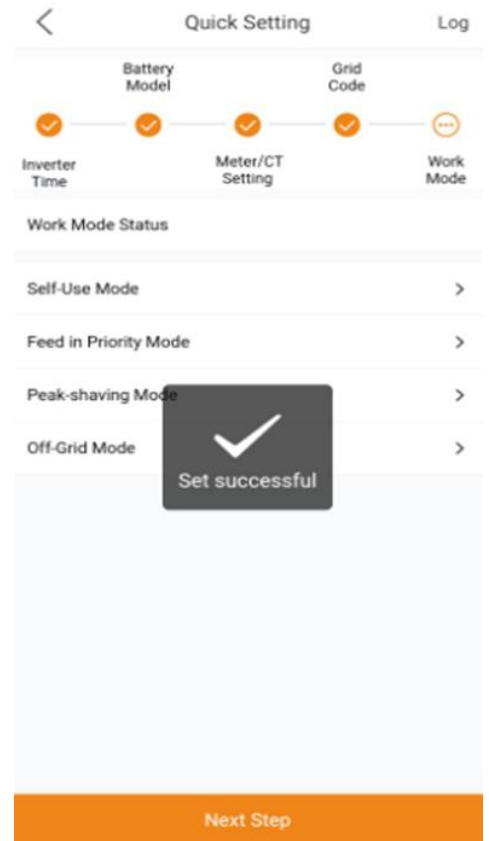 Quick Setting
Log
Battery
Model
Grid
Code
Inverter
Time
Meter/CT
Setting
Work
Mode
Work Mode Status
Self-Use Mode
Feed in Priority Mode
Peak-shaving Mode
Off-Grid Mode
Set successful
Next Step